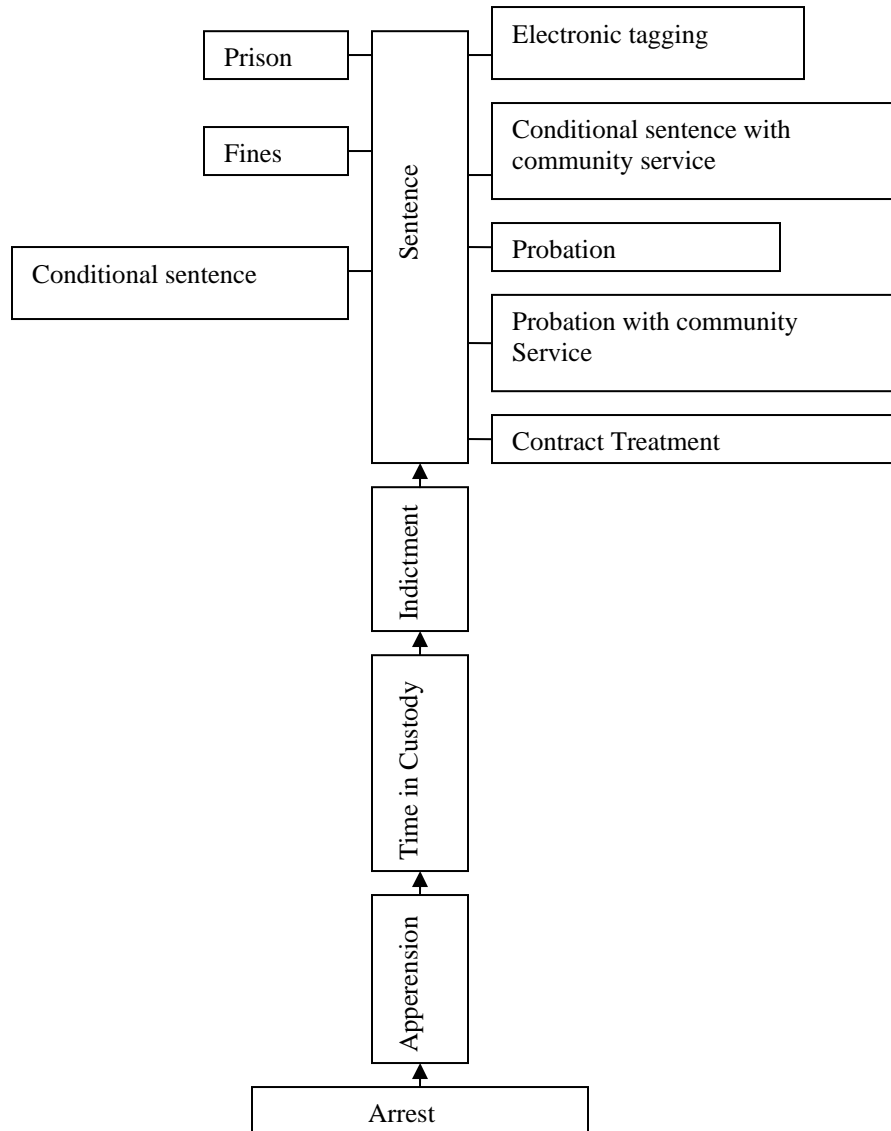 Prison
Electronic tagging
Fines
Conditional sentence with
community service
Sentence
Conditional sentence
Probation
Probation with community
Service
Contract Treatment
Indictment
Time in Custody
Apperension
Arrest